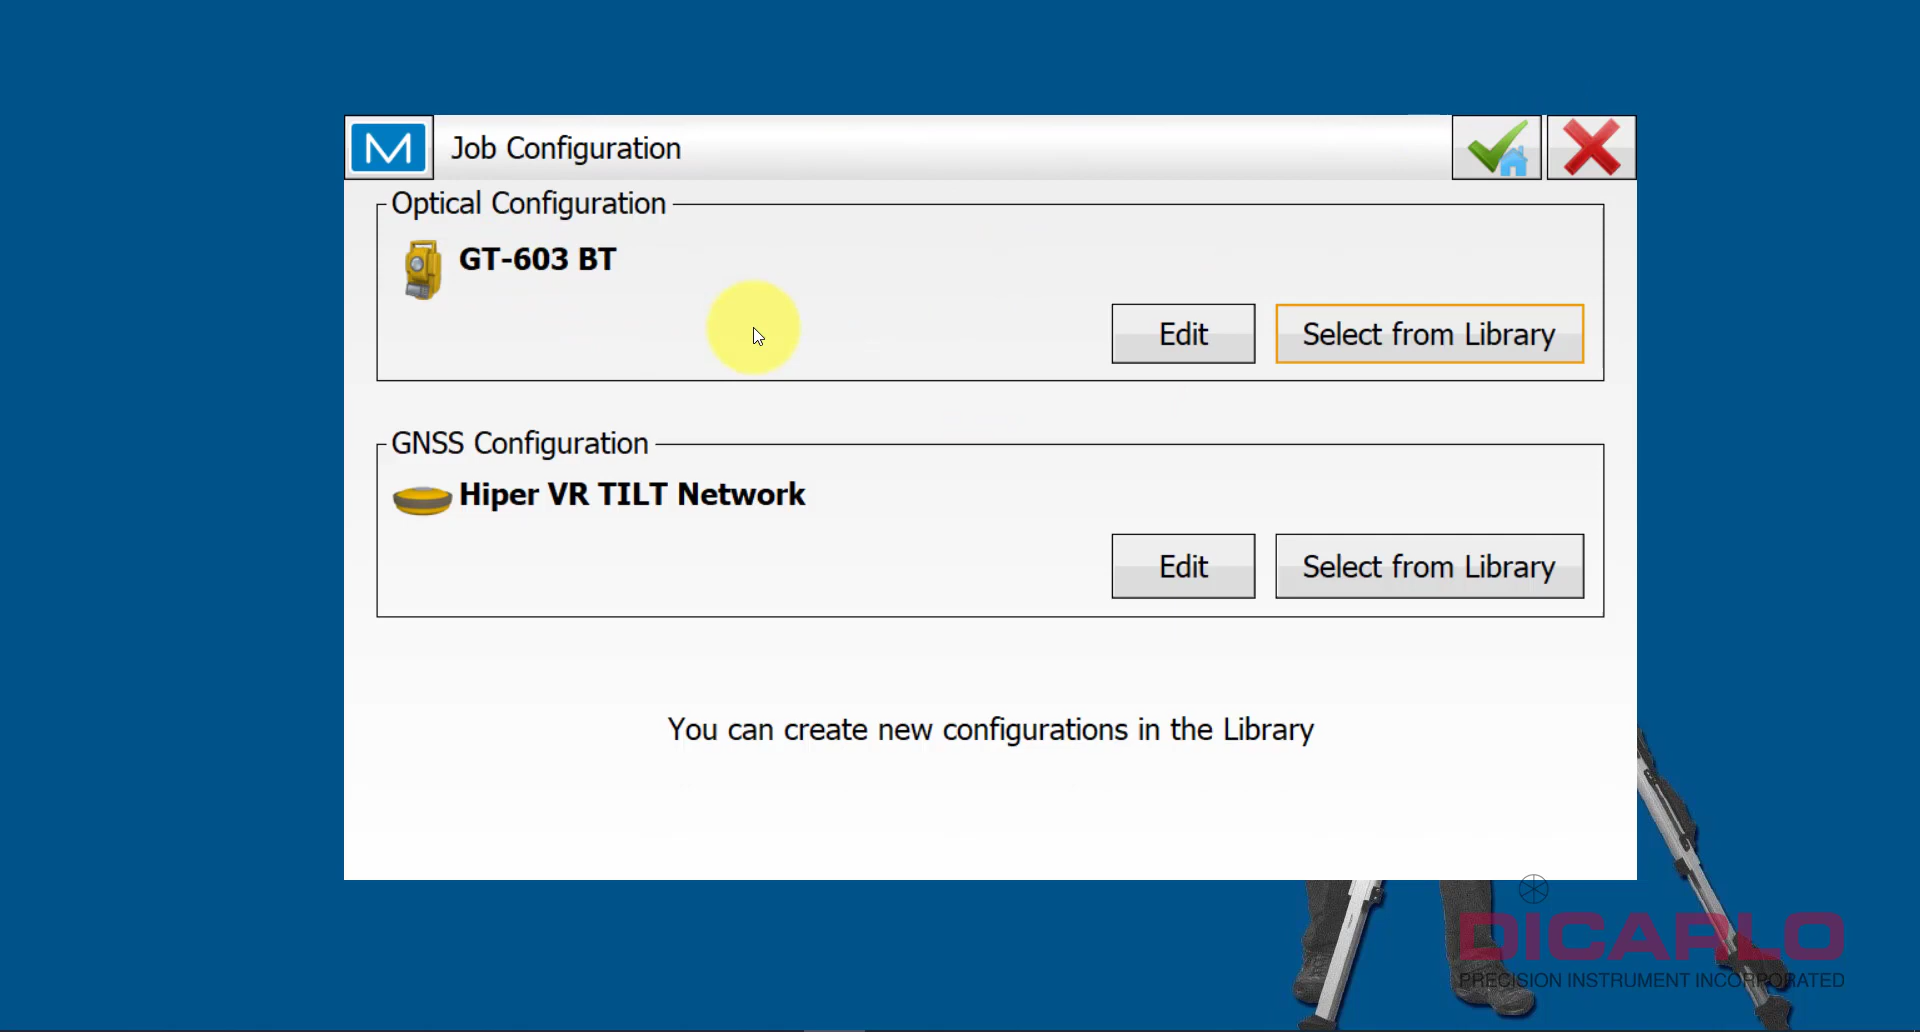 M Job Configuration
Optical Configuration
GT-603 BT
Edit Select from Library
GNSS Configuration
Hiper VR TILT Network
Edit Select from Library
You can create new configurations in the Library
DICARLO
PRECISION INSTRUMENT INCORPORATED